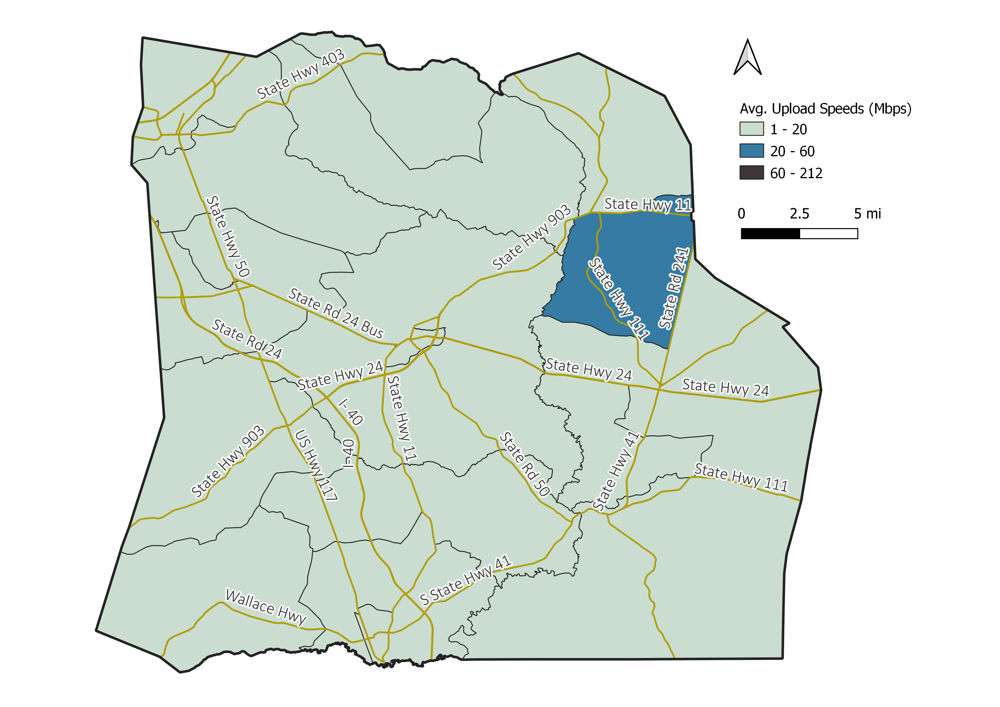 State Hwy 403
Avg. Upload Speeds (Mbps)
1 - 20
20 - 60
60 - 212
0 2.5 5 mi
State Hwy 11
State Hwy 903
State Hwy 50
State Hwy 111
State Rd 241
State Rd 24 Bus
State Rd 24
State Hwy 24
State Hwy 24
State Hwy 24
I- 40
State Hwy 11
State Hwy 903
US Hwy 117
I- 40
State Rd 50
State Hwy 41
State Hwy 111
S State Hwy 41
Wallace Hwy